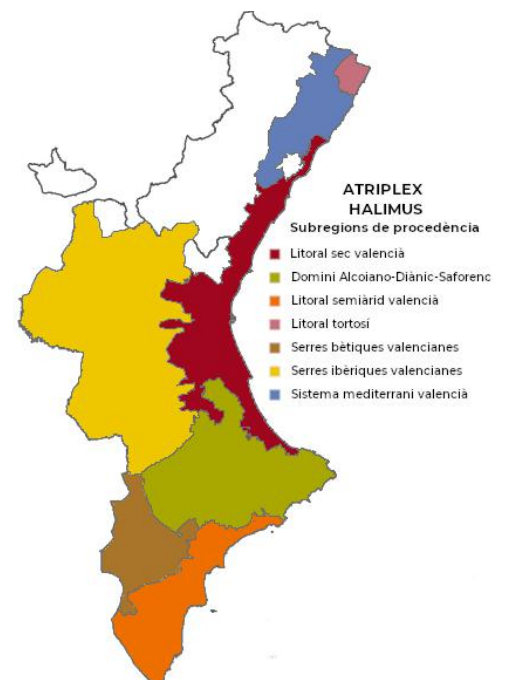 ATRIPLEX
HALIMUS
Subregions de procedència
Litoral sec valencià
Domini Alcoiano-Diànic-Saforenc
Litoral semiàrid valencià
Litoral tortosí
Serres bètiques valencianes
Serres ibèriques valencianes
Sistema mediterrani valencià